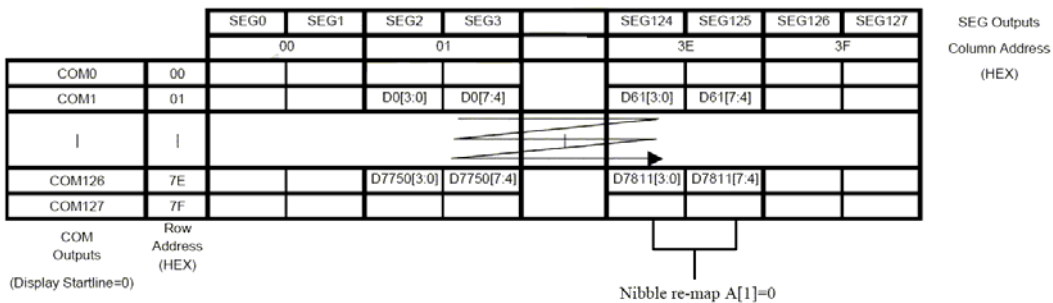 SEG0 SEG1 SEG2 SEG3 SEG124 SEG125 SEG126 SEG127 SEG Outputs
00 01 3E 3F Column Address
COM0 00 (HEX)
COM1 01 D0[3:0] D0[7:4] D61[3:0] D61[7:4]
| | |
COM126 7E D7750[3:0] D7750[7:4] D7811[3:0] D7811[7:4]
COM127 7F
COM Outputs
(Display Startline=0)
Row Address (HEX)
Nibble re-map A[1]=0